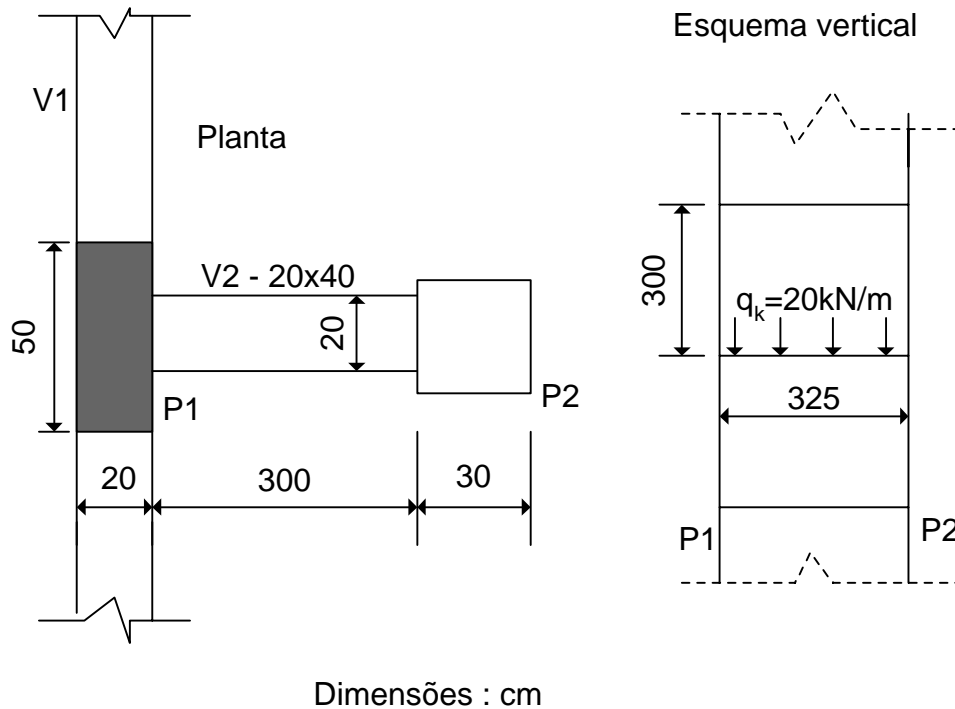 Esquema vertical
V1
Planta
V2 - 20x40
50
20
P1
P2
20
300
30
300
qk=20kN/m
325
P1
P2
Dimensões : cm